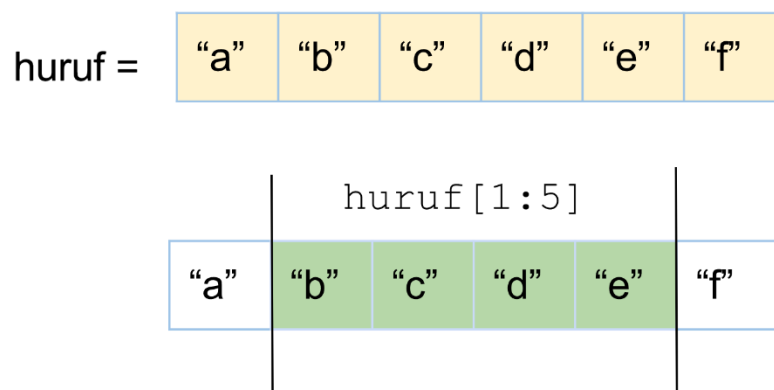 huruf = “a” “b” “c” “d” “e” “f”
huruf[1:5]
“a” “b” “c” “d” “e” “f”